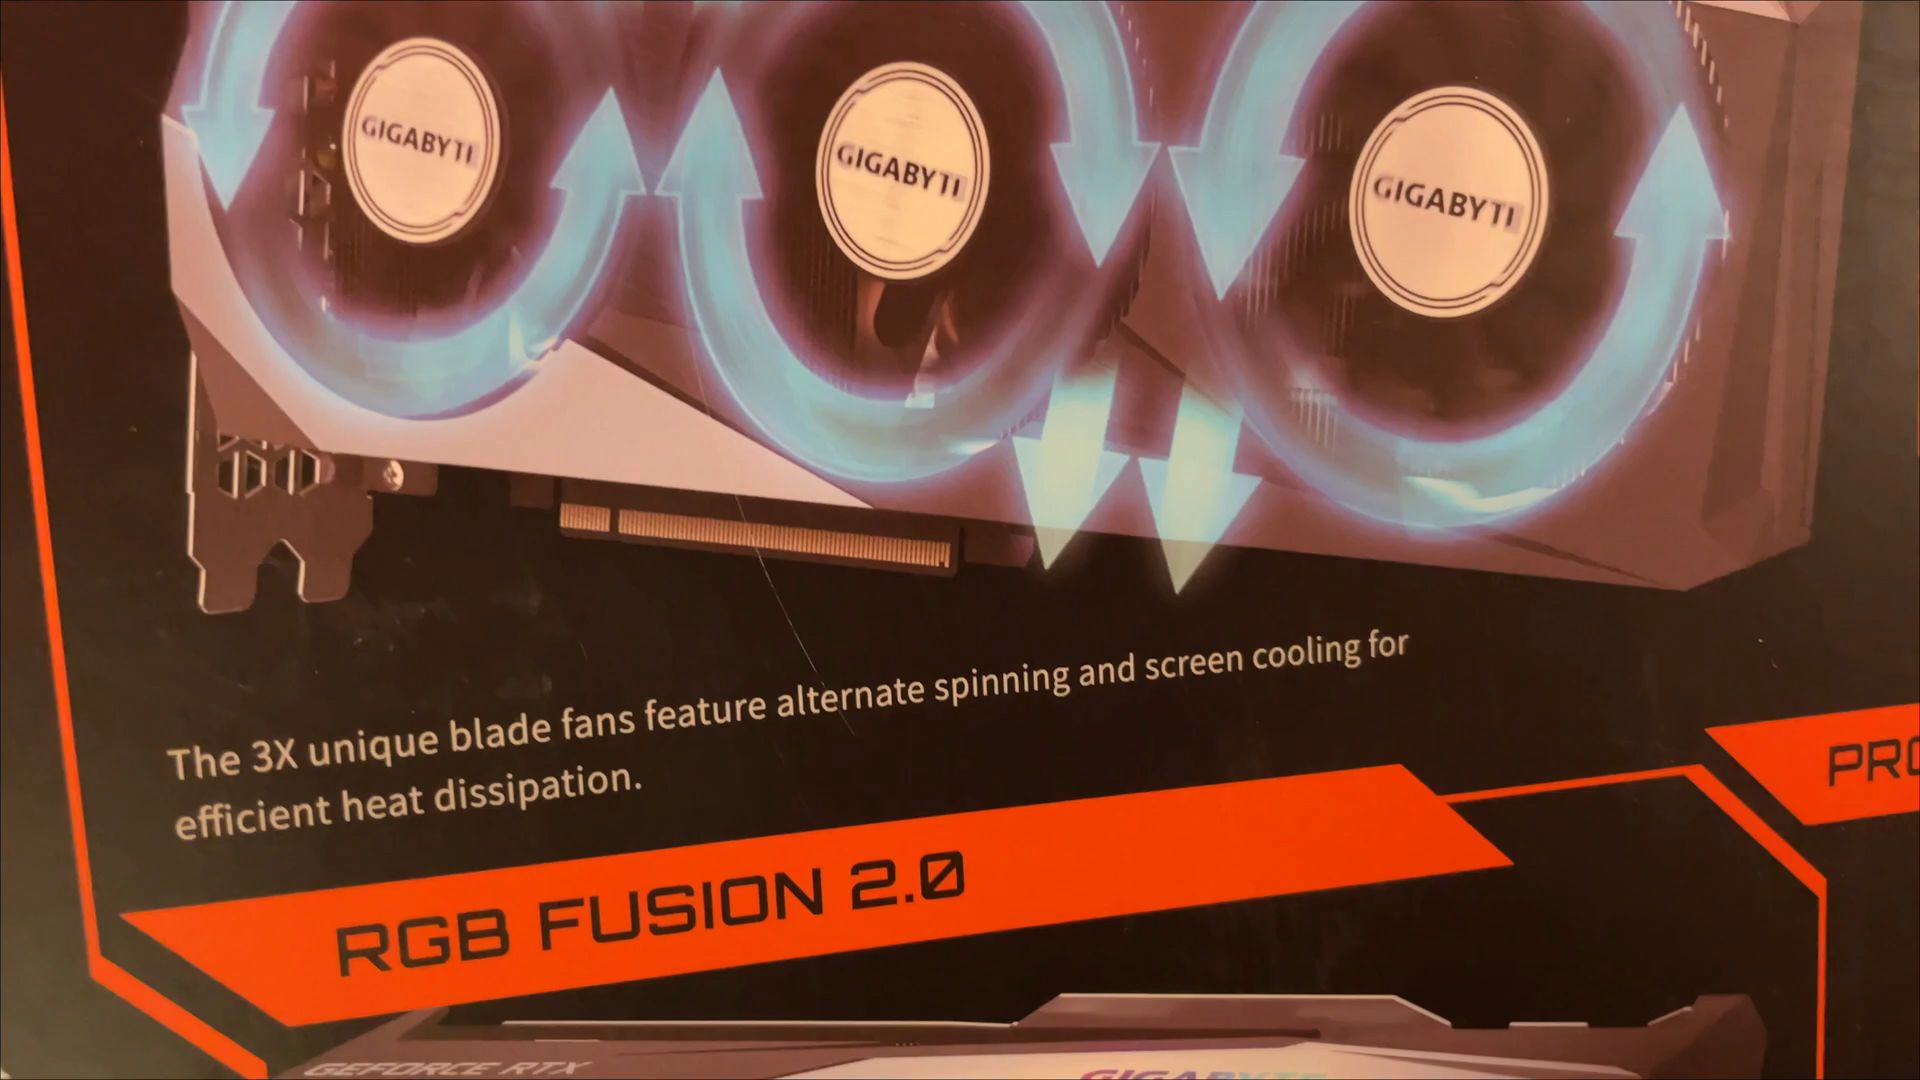 GIGABYTE
GIGABYTE
GIGABYTE
The 3X unique blade fans feature alternate spinning and screen cooling for
efficient heat dissipation.
RGB FUSION 2.0
GEFORCE RTX
GIGABYTE